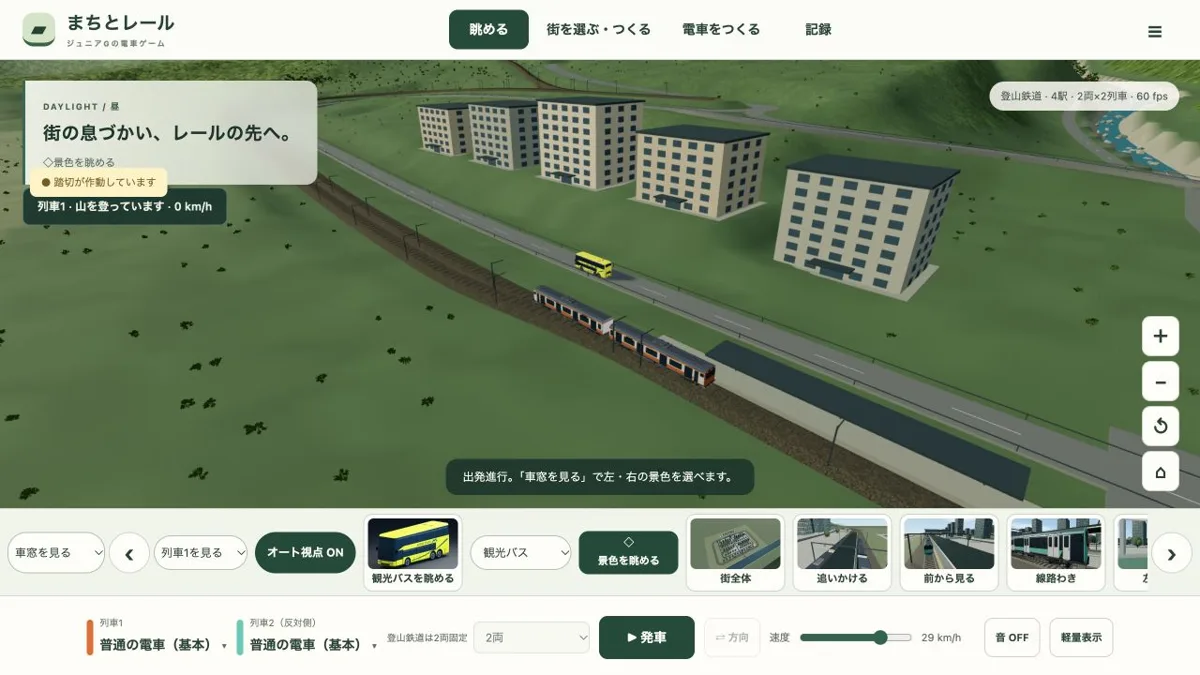 まちとレール
ジュニアGの電車ゲーム
眺める
街を選ぶ・つくる
電車をつくる
記録
DAYLIGHT / 昼
街の息づかい、レールの先へ。
◇景色を眺める
● 踏切が作動しています
列車1・山を登っています・0 km/h
登山鉄道・4駅・2両×2列車・60 fps
出発進行。「車窓を見る」で左・右の景色を選べます。
車窓を見る
列車1を見る
オート視点 ON
観光バスを眺める
観光バス
◇
景色を眺める
街全体
追いかける
前から見る
線路わき
列車1
普通の電車（基本）
列車2（反対側）
普通の電車（基本）
登山鉄道は2両固定
2両
▶ 発車
⇄ 方向
速度
29 km/h
音 OFF
軽量表示